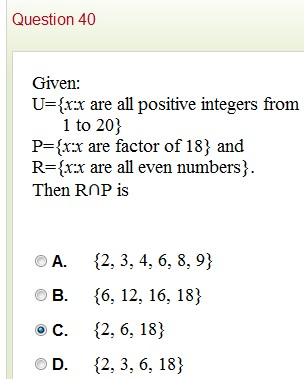 Question 40
Given:
U={x:x are all positive integers from
1 to 20}
P={x:x are factor of 18} and
R={x:x are all even numbers}.
Then R∩P is
A. {2, 3, 4, 6, 8, 9}
B. {6, 12, 16, 18}
C. {2, 6, 18}
D. {2, 3, 6, 18}